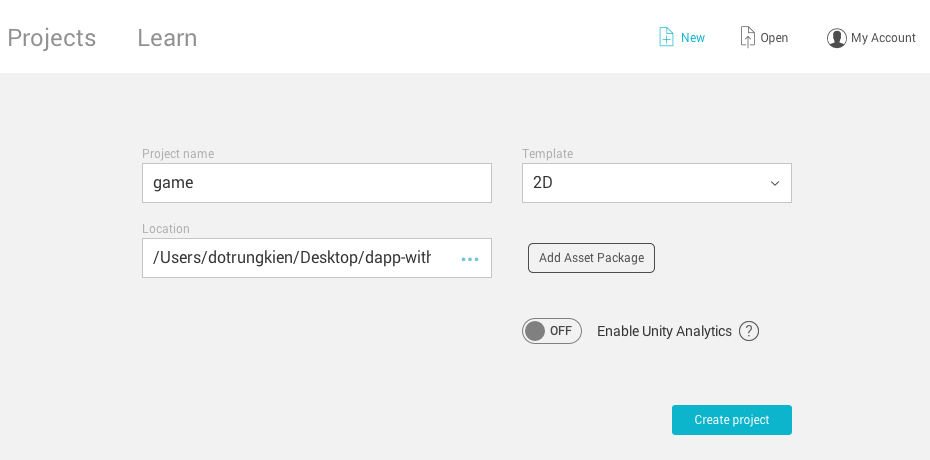 Projects Learn New Open My Account
Project name Template
game 2D
Location
/Users/dotrungkien/Desktop/dapp-with ••• Add Asset Package
OFF Enable Unity Analytics ?
Create project